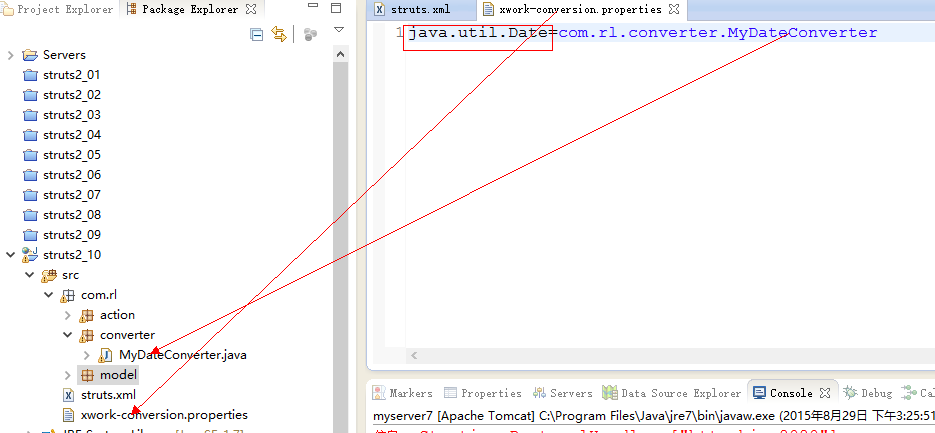 Project Explorer Package Explorer
Servers
struts2_01
struts2_02
struts2_03
struts2_04
struts2_05
struts2_06
struts2_07
struts2_08
struts2_09
struts2_10
src
com.rl
action
converter
MyDateConverter.java
model
struts.xml
xwork-conversion.properties
struts.xml xwork-conversion.properties
1 java.util.Date=com.rl.converter.MyDateConverter
Markers Properties Servers Data Source Explorer Console Debug
myserver7 [Apache Tomcat] C:\Program Files\Java\jre7\bin\javaw.exe (2015年8月29日 下午3:25:51